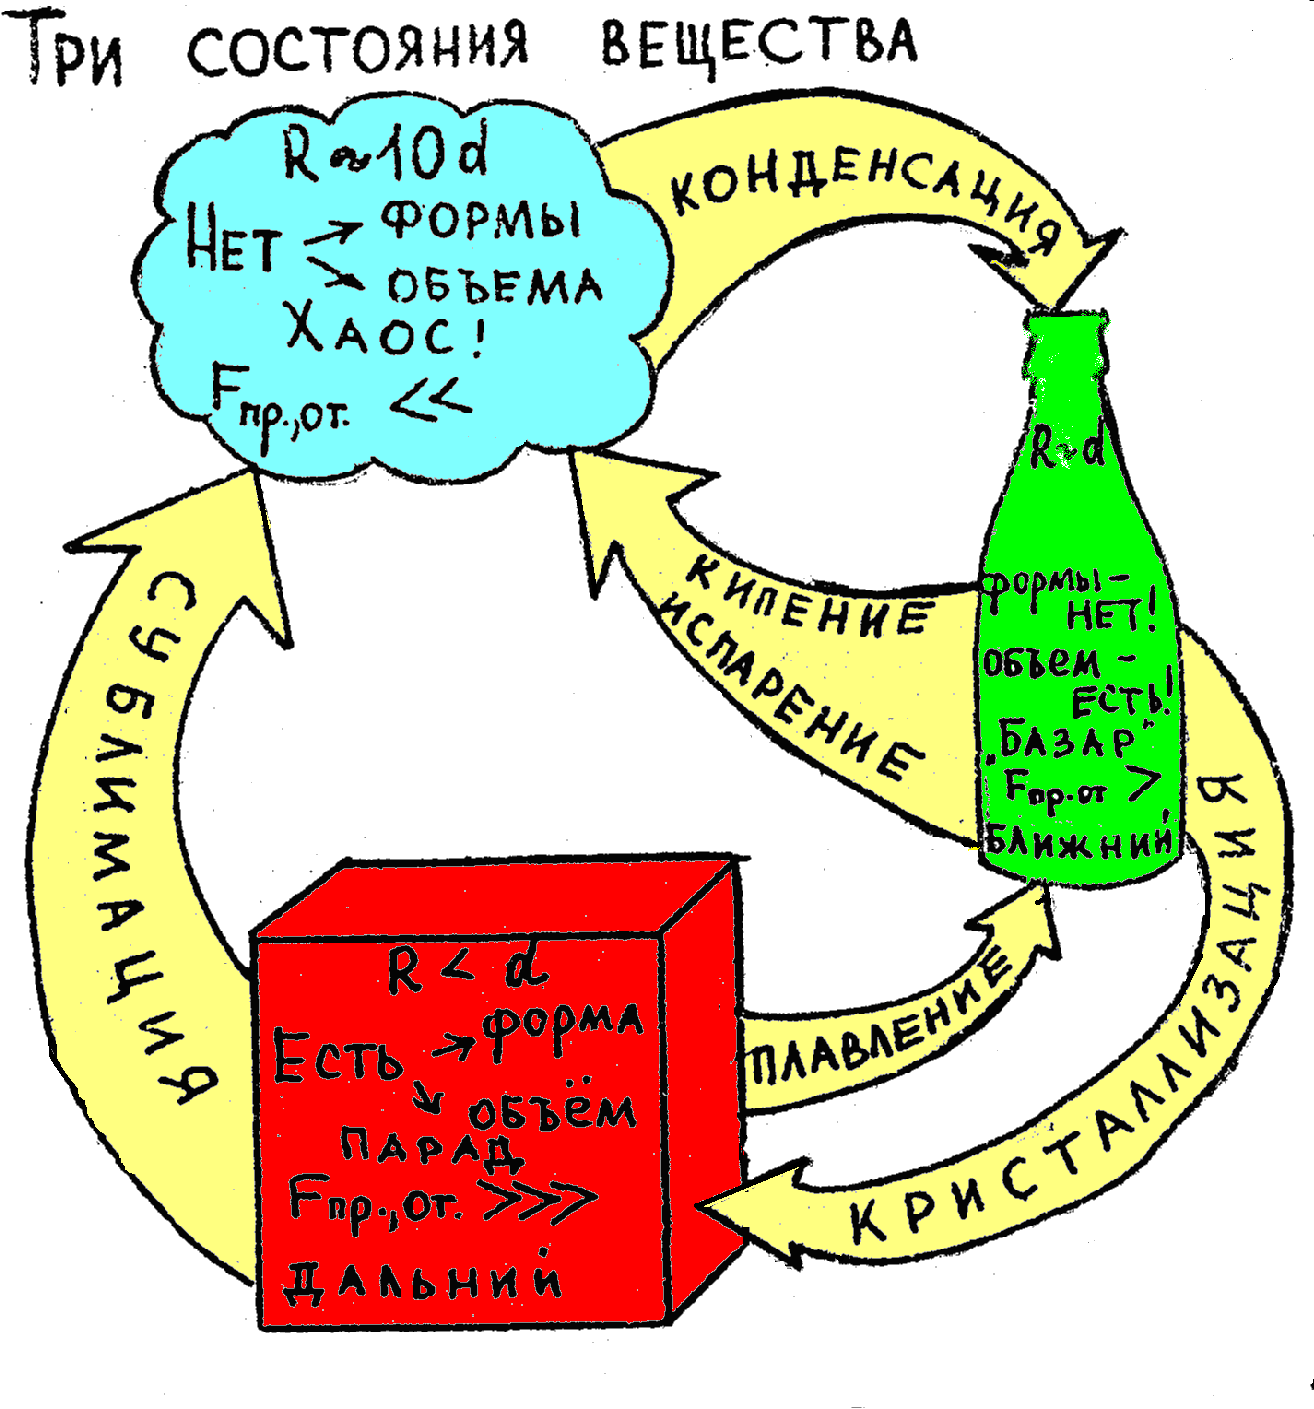 Три состояния вещества
R ~ 10 d
Нет → формы
↘ объема
Хаос!
Fпр.,от. <<
конденсация
R ~ d
формы -
нет!
объем -
есть!
„Базар"
Fпр.от >
ближний
кипение
испарение
сублимация
R < d
Есть → форма
↘ объём
парад
Fпр.,от. >>>
дальний
плавление
кристаллизация